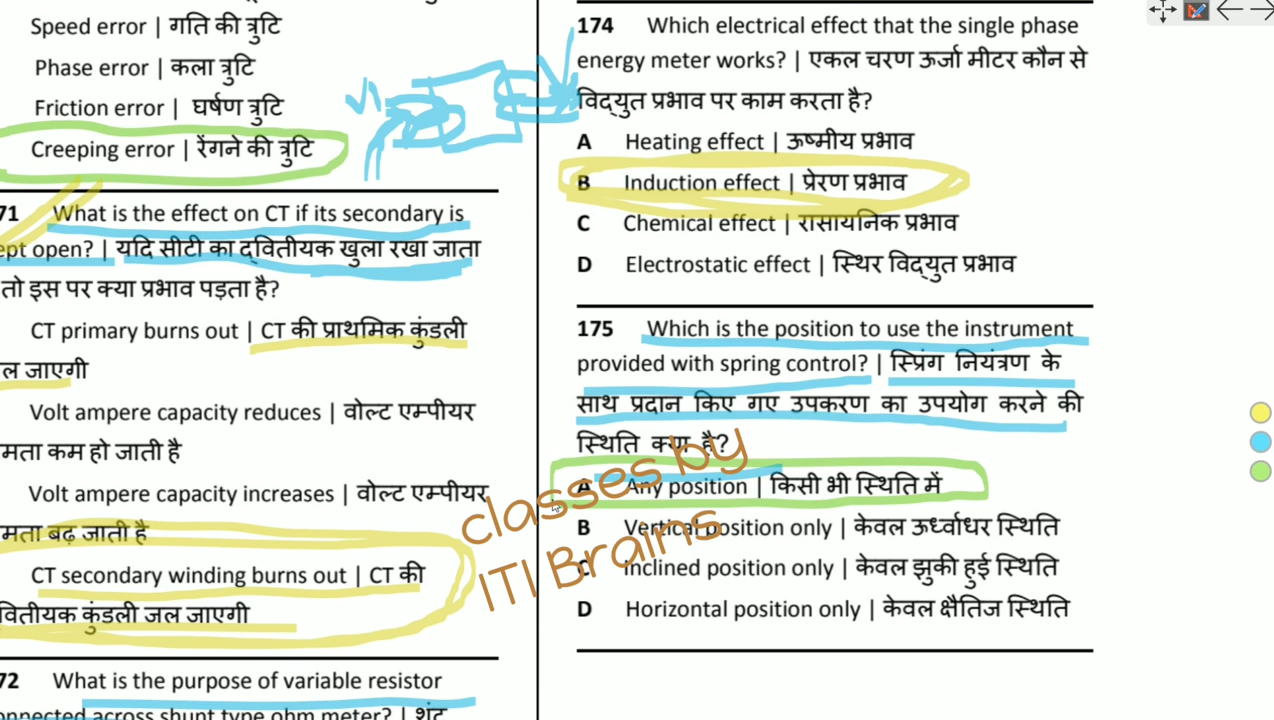 Speed error | गति की त्रुटि
Phase error | कला त्रुटि
Friction error | घर्षण त्रुटि
Creeping error | रेंगने की त्रुटि
71 What is the effect on CT if its secondary is
ept open? | यदि सीटी का द्वितीयक खुला रखा जाता
तो इस पर क्या प्रभाव पड़ता है?
CT primary burns out | CT की प्राथमिक कुंडली
ल जाएगी
Volt ampere capacity reduces | वोल्ट एम्पीयर
मता कम हो जाती है
Volt ampere capacity increases | वोल्ट एम्पीयर
मता बढ़ जाती है
CT secondary winding burns out | CT की
वितीयक कुंडली जल जाएगी
72 What is the purpose of variable resistor
onnected across shunt type ohm meter? | शंट
174 Which electrical effect that the single phase
energy meter works? | एकल चरण ऊर्जा मीटर कौन से
विद्युत प्रभाव पर काम करता है?
A Heating effect | ऊष्मीय प्रभाव
B Induction effect | प्रेरण प्रभाव
C Chemical effect | रासायनिक प्रभाव
D Electrostatic effect | स्थिर विद्युत प्रभाव
175 Which is the position to use the instrument
provided with spring control? | स्प्रिंग नियंत्रण के
साथ प्रदान किए गए उपकरण का उपयोग करने की
स्थिति क्या है?
A Any position | किसी भी स्थिति में
B Vertical position only | केवल ऊर्ध्वाधर स्थिति
C Inclined position only | केवल झुकी हुई स्थिति
D Horizontal position only | केवल क्षैतिज स्थिति
classes by
ITI Brains